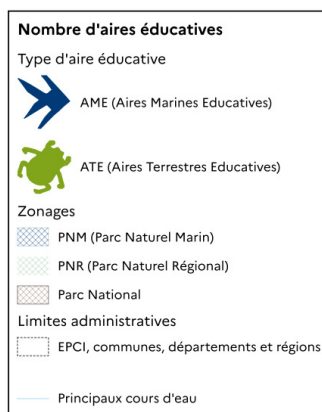 Nombre d'aires éducatives
Type d'aire éducative
AME (Aires Marines Educatives)
ATE (Aires Terrestres Educatives)
Zonages
PNM (Parc Naturel Marin)
PNR (Parc Naturel Régional)
Parc National
Limites administratives
EPCI, communes, départements et régions
Principaux cours d'eau